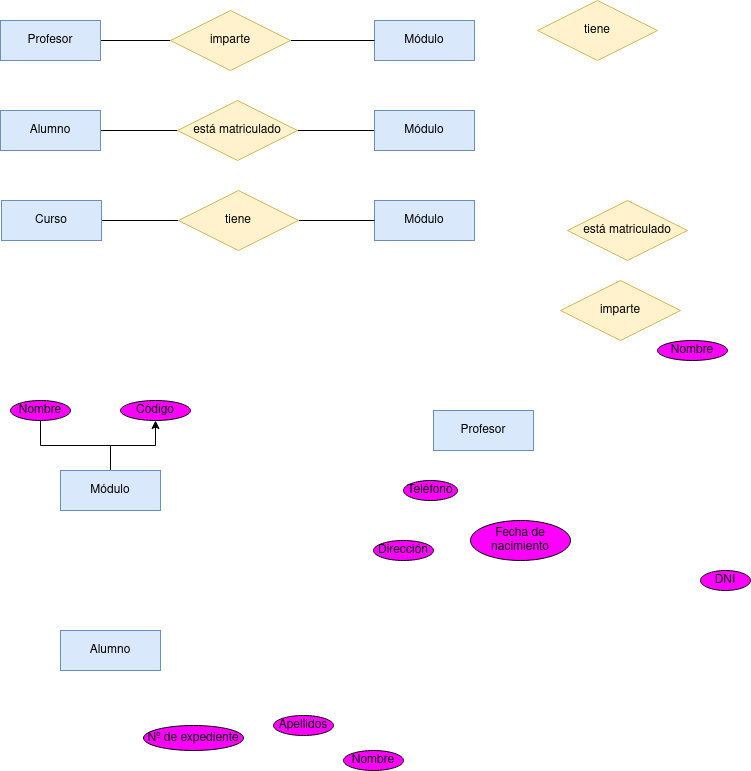 Profesor
imparte
Módulo
tiene
Alumno
está matriculado
Módulo
Curso
tiene
Módulo
está matriculado
imparte
Nombre
Nombre
Código
Profesor
Módulo
Teléfono
Fecha de
nacimiento
Dirección
DNI
Alumno
Apellidos
Nº de expediente
Nombre